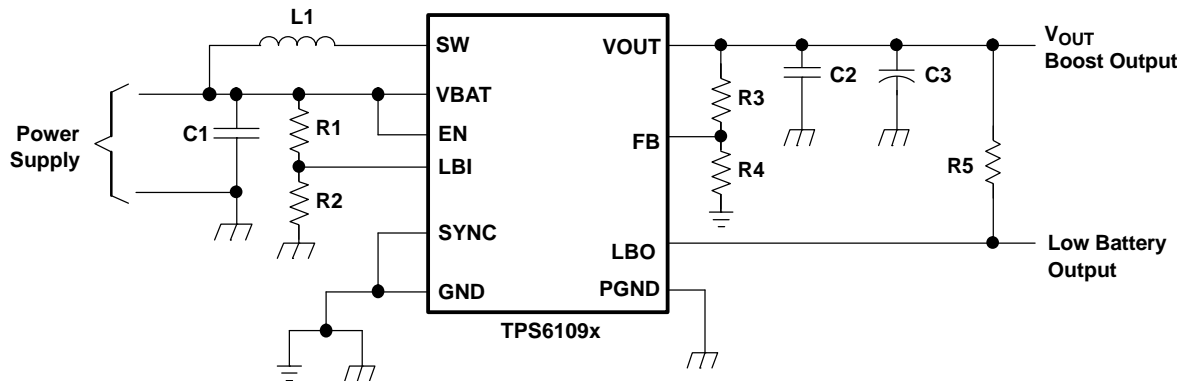 L1
SW
VOUT
V_OUT
Boost Output
C2
C3
R3
VBAT
Power
Supply
C1
R1
EN
FB
LBI
R4
R5
R2
SYNC
LBO
Low Battery
Output
GND
PGND
TPS6109x